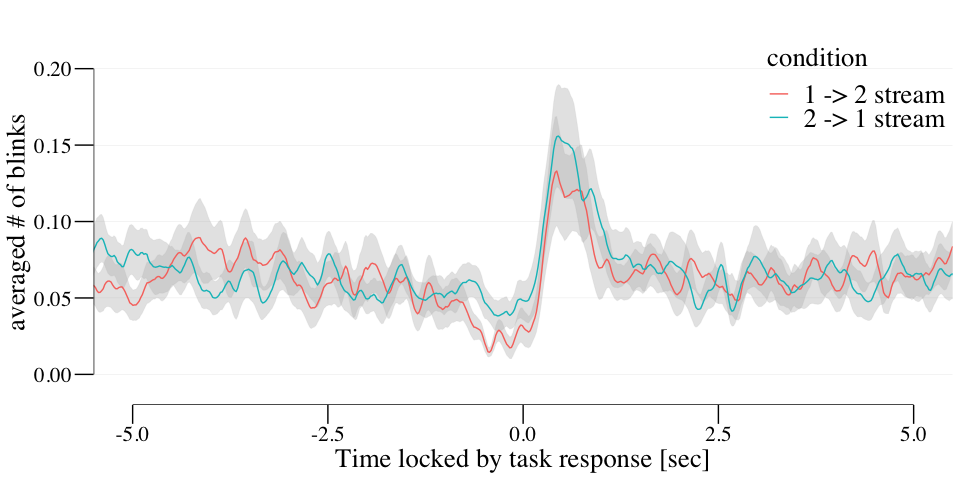 condition
1 -> 2 stream
2 -> 1 stream
averaged # of blinks
0.20
0.15
0.10
0.05
0.00
-5.0
-2.5
0.0
2.5
5.0
Time locked by task response [sec]